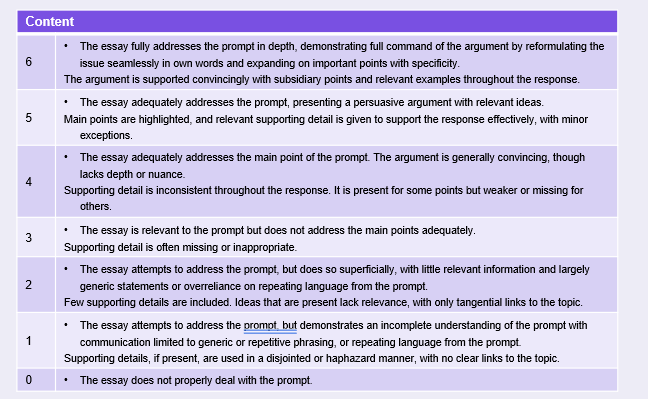 Content
6
• The essay fully addresses the prompt in depth, demonstrating full command of the argument by reformulating the
issue seamlessly in own words and expanding on important points with specificity.
The argument is supported convincingly with subsidiary points and relevant examples throughout the response.
5
• The essay adequately addresses the prompt, presenting a persuasive argument with relevant ideas.
Main points are highlighted, and relevant supporting detail is given to support the response effectively, with minor
exceptions.
4
• The essay adequately addresses the main point of the prompt. The argument is generally convincing, though
lacks depth or nuance.
Supporting detail is inconsistent throughout the response. It is present for some points but weaker or missing for
others.
3
• The essay is relevant to the prompt but does not address the main points adequately.
Supporting detail is often missing or inappropriate.
2
• The essay attempts to address the prompt, but does so superficially, with little relevant information and largely
generic statements or overreliance on repeating language from the prompt.
Few supporting details are included. Ideas that are present lack relevance, with only tangential links to the topic.
1
• The essay attempts to address the prompt, but demonstrates an incomplete understanding of the prompt with
communication limited to generic or repetitive phrasing, or repeating language from the prompt.
Supporting details, if present, are used in a disjointed or haphazard manner, with no clear links to the topic.
0
• The essay does not properly deal with the prompt.